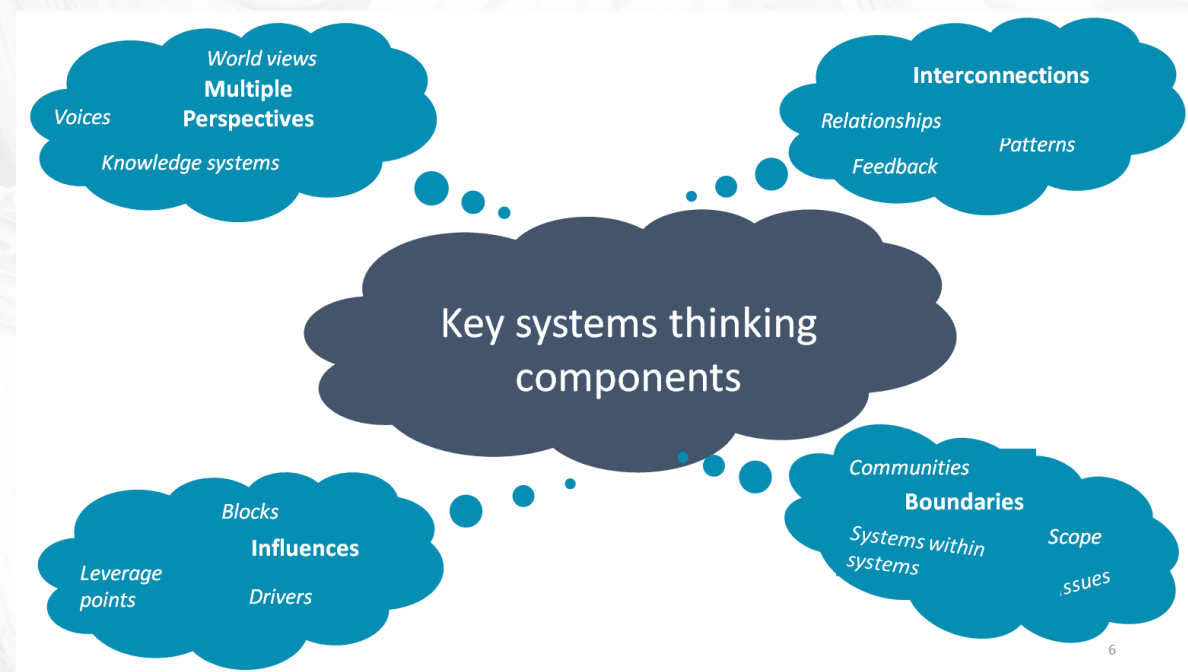 World views
Multiple
Perspectives
Voices
Knowledge systems
Interconnections
Relationships
Patterns
Feedback
Key systems thinking
components
Blocks
Influences
Leverage
points
Drivers
Communities
Boundaries
Systems within
systems
Scope
Issues
6